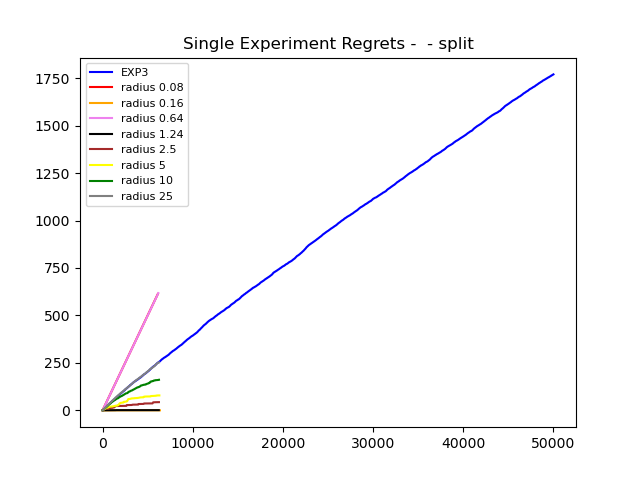 Single Experiment Regrets -  - split
EXP3
radius 0.08
radius 0.16
radius 0.64
radius 1.24
radius 2.5
radius 5
radius 10
radius 25
1750
1500
1250
1000
750
500
250
0
0 10000 20000 30000 40000 50000